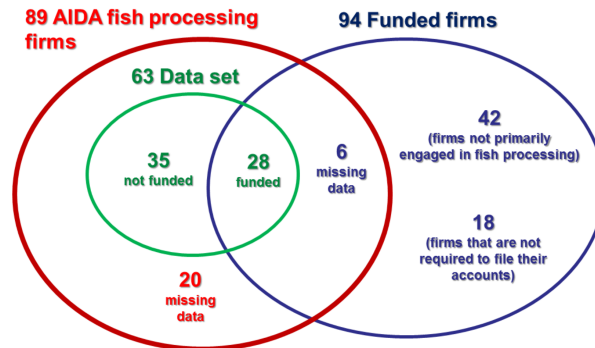 89 AIDA fish processing
firms
94 Funded firms
63 Data set
35
not funded
28
funded
6
missing
data
42
(firms not primarily
engaged in fish processing)
18
(firms that are not
required to file their
accounts)
20
missing
data